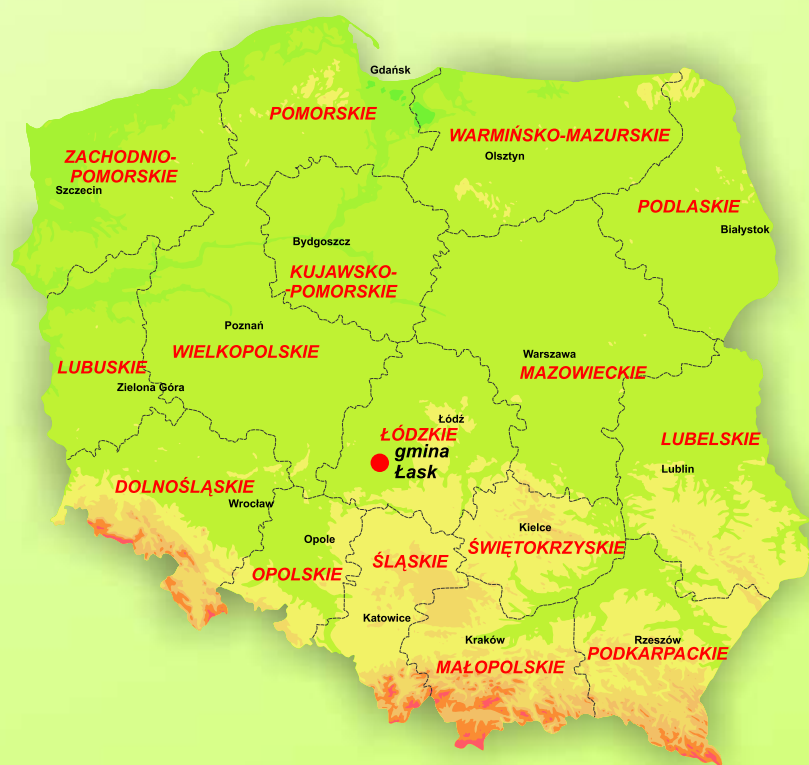 Gdańsk
POMORSKIE
WARMIŃSKO-MAZURSKIE
Olsztyn
ZACHODNIO-
POMORSKIE
Szczecin
PODLASKIE
Białystok
Bydgoszcz
KUJAWSKO-
-POMORSKIE
Poznań
WIELKOPOLSKIE
Warszawa
MAZOWIECKIE
LUBUSKIE
Zielona Góra
Łódź
ŁÓDZKIE
gmina
Łask
LUBELSKIE
Lublin
DOLNOŚLĄSKIE
Wrocław
Opole
OPOLSKIE
ŚLĄSKIE
Katowice
Kielce
ŚWIĘTOKRZYSKIE
Kraków
MAŁOPOLSKIE
Rzeszów
PODKARPACKIE